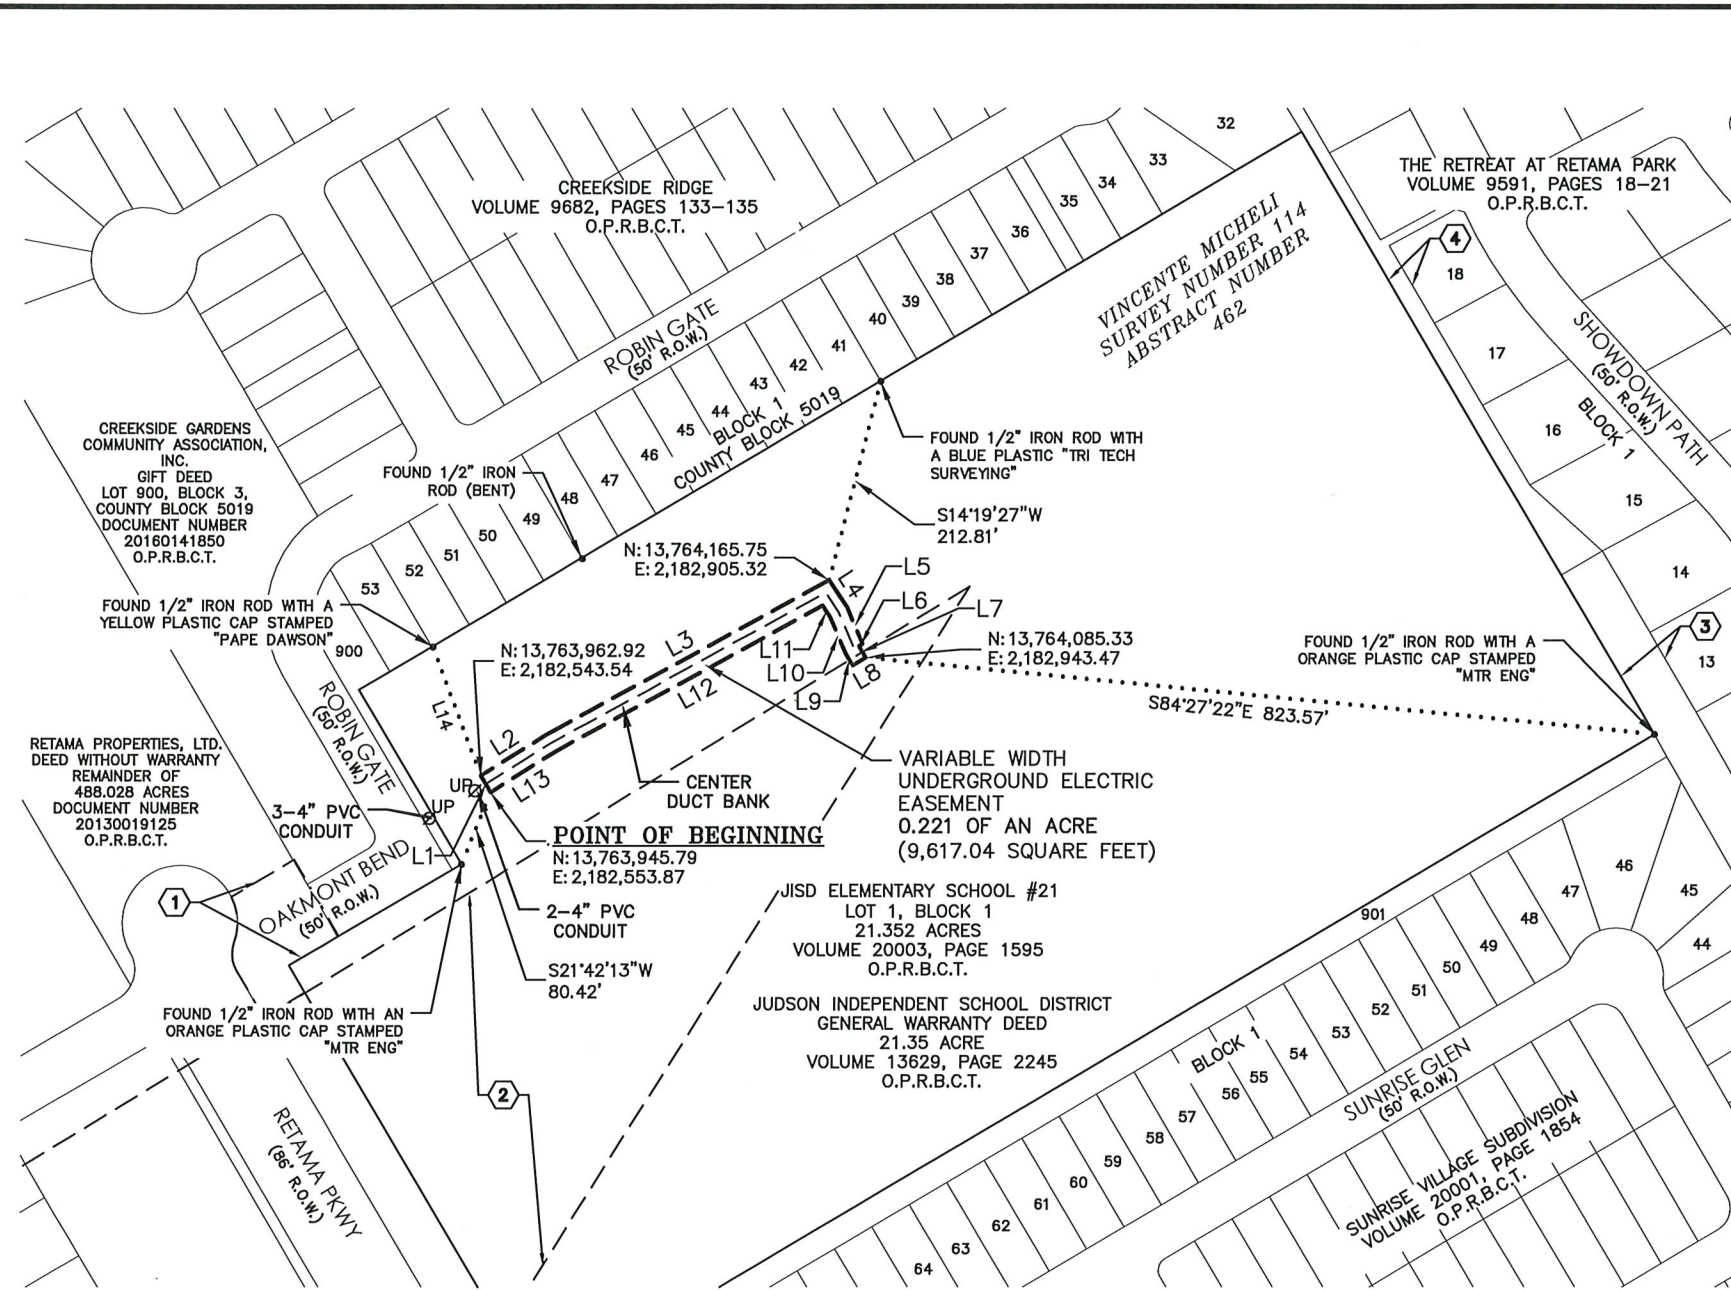 32
33
34
35
36
37
38
39
40
41
42
43
44
45
46
47
48
49
50
51
52
53
900
CREEKSIDE RIDGE
VOLUME 9682, PAGES 133-135
O.P.R.B.C.T.
THE RETREAT AT RETAMA PARK
VOLUME 9591, PAGES 18-21
O.P.R.B.C.T.
VINCENTE MICHELI
SURVEY NUMBER 114
ABSTRACT NUMBER
462
4
18
17
16
15
14
13
3
SHOWDOWN PATH
(50' R.O.W.)
BLOCK 1
ROBIN GATE
(50' R.O.W.)
BLOCK 1
COUNTY BLOCK 5019
CREEKSIDE GARDENS
COMMUNITY ASSOCIATION,
INC.
GIFT DEED
LOT 900, BLOCK 3,
COUNTY BLOCK 5019
DOCUMENT NUMBER
20160141850
O.P.R.B.C.T.
FOUND 1/2" IRON
ROD (BENT)
FOUND 1/2" IRON ROD WITH
A BLUE PLASTIC "TRI TECH
SURVEYING"
S14°19'27"W
212.81'
N: 13,764,165.75
E: 2,182,905.32
L4
L5
L6
L7
FOUND 1/2" IRON ROD WITH A
YELLOW PLASTIC CAP STAMPED
"PAPE DAWSON"
N: 13,763,962.92
E: 2,182,543.54
L3
L11
L10
L9
L8
L12
N: 13,764,085.33
E: 2,182,943.47
FOUND 1/2" IRON ROD WITH A
ORANGE PLASTIC CAP STAMPED
"MTR ENG"
S84°27'22"E 823.57'
ROBIN GATE
(50' R.O.W.)
L14
L2
L13
UP
UP
L1
RETAMA PROPERTIES, LTD.
DEED WITHOUT WARRANTY
REMAINDER OF
488.028 ACRES
DOCUMENT NUMBER
20130019125
O.P.R.B.C.T.
3-4" PVC
CONDUIT
CENTER
DUCT BANK
VARIABLE WIDTH
UNDERGROUND ELECTRIC
EASEMENT
0.221 OF AN ACRE
(9,617.04 SQUARE FEET)
POINT OF BEGINNING
N: 13,763,945.79
E: 2,182,553.87
1
OAKMONT BEND
(50' R.O.W.)
2-4" PVC
CONDUIT
S21°42'13"W
80.42'
JISD ELEMENTARY SCHOOL #21
LOT 1, BLOCK 1
21.352 ACRES
VOLUME 20003, PAGE 1595
O.P.R.B.C.T.
JUDSON INDEPENDENT SCHOOL DISTRICT
GENERAL WARRANTY DEED
21.35 ACRE
VOLUME 13629, PAGE 2245
O.P.R.B.C.T.
FOUND 1/2" IRON ROD WITH AN
ORANGE PLASTIC CAP STAMPED
"MTR ENG"
2
RETAMA PKWY
(86' R.O.W.)
901
44
45
46
47
48
49
50
51
52
53
54
55
56
57
58
59
60
61
62
63
64
BLOCK 1
SUNRISE GLEN
(50' R.O.W.)
SUNRISE VILLAGE SUBDIVISION
VOLUME 20001, PAGE 1854
O.P.R.B.C.T.